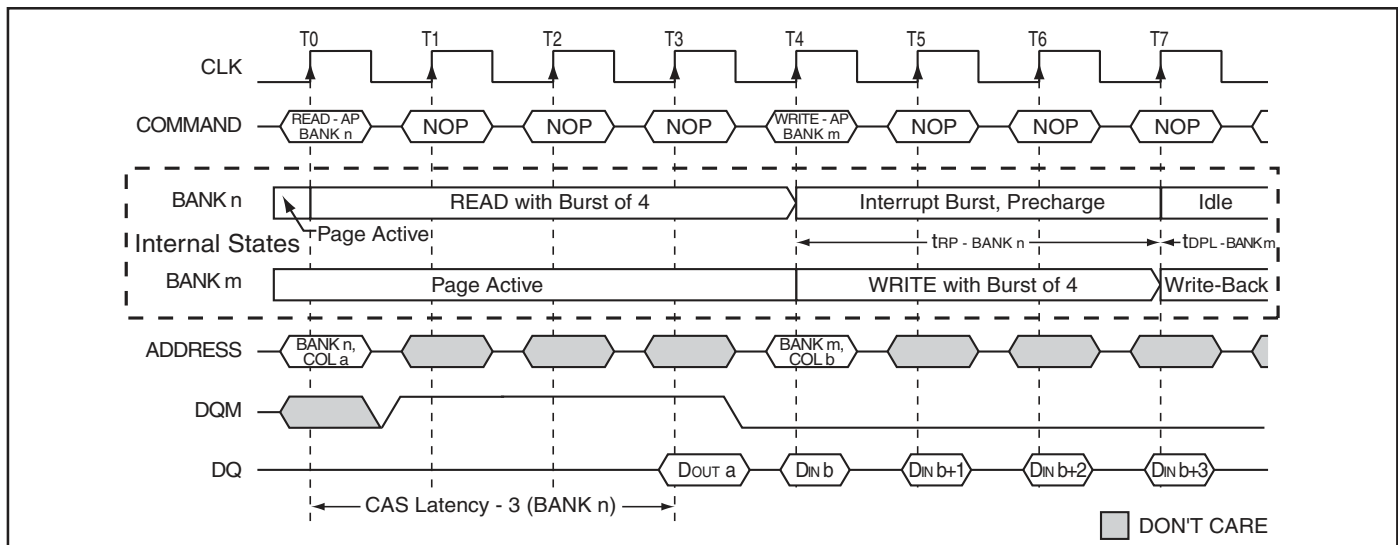 T0 T1 T2 T3 T4 T5 T6 T7
CLK
COMMAND READ - AP BANK n NOP NOP NOP WRITE - AP BANK m NOP NOP NOP
BANK n READ with Burst of 4 Interrupt Burst, Precharge Idle
Internal States Page Active tRP - BANK n tDPL - BANK m
BANK m Page Active WRITE with Burst of 4 Write-Back
ADDRESS BANK n, COL a BANK m, COL b
DQM
DQ DOUT a DIN b DIN b+1 DIN b+2 DIN b+3
CAS Latency - 3 (BANK n)
DON'T CARE